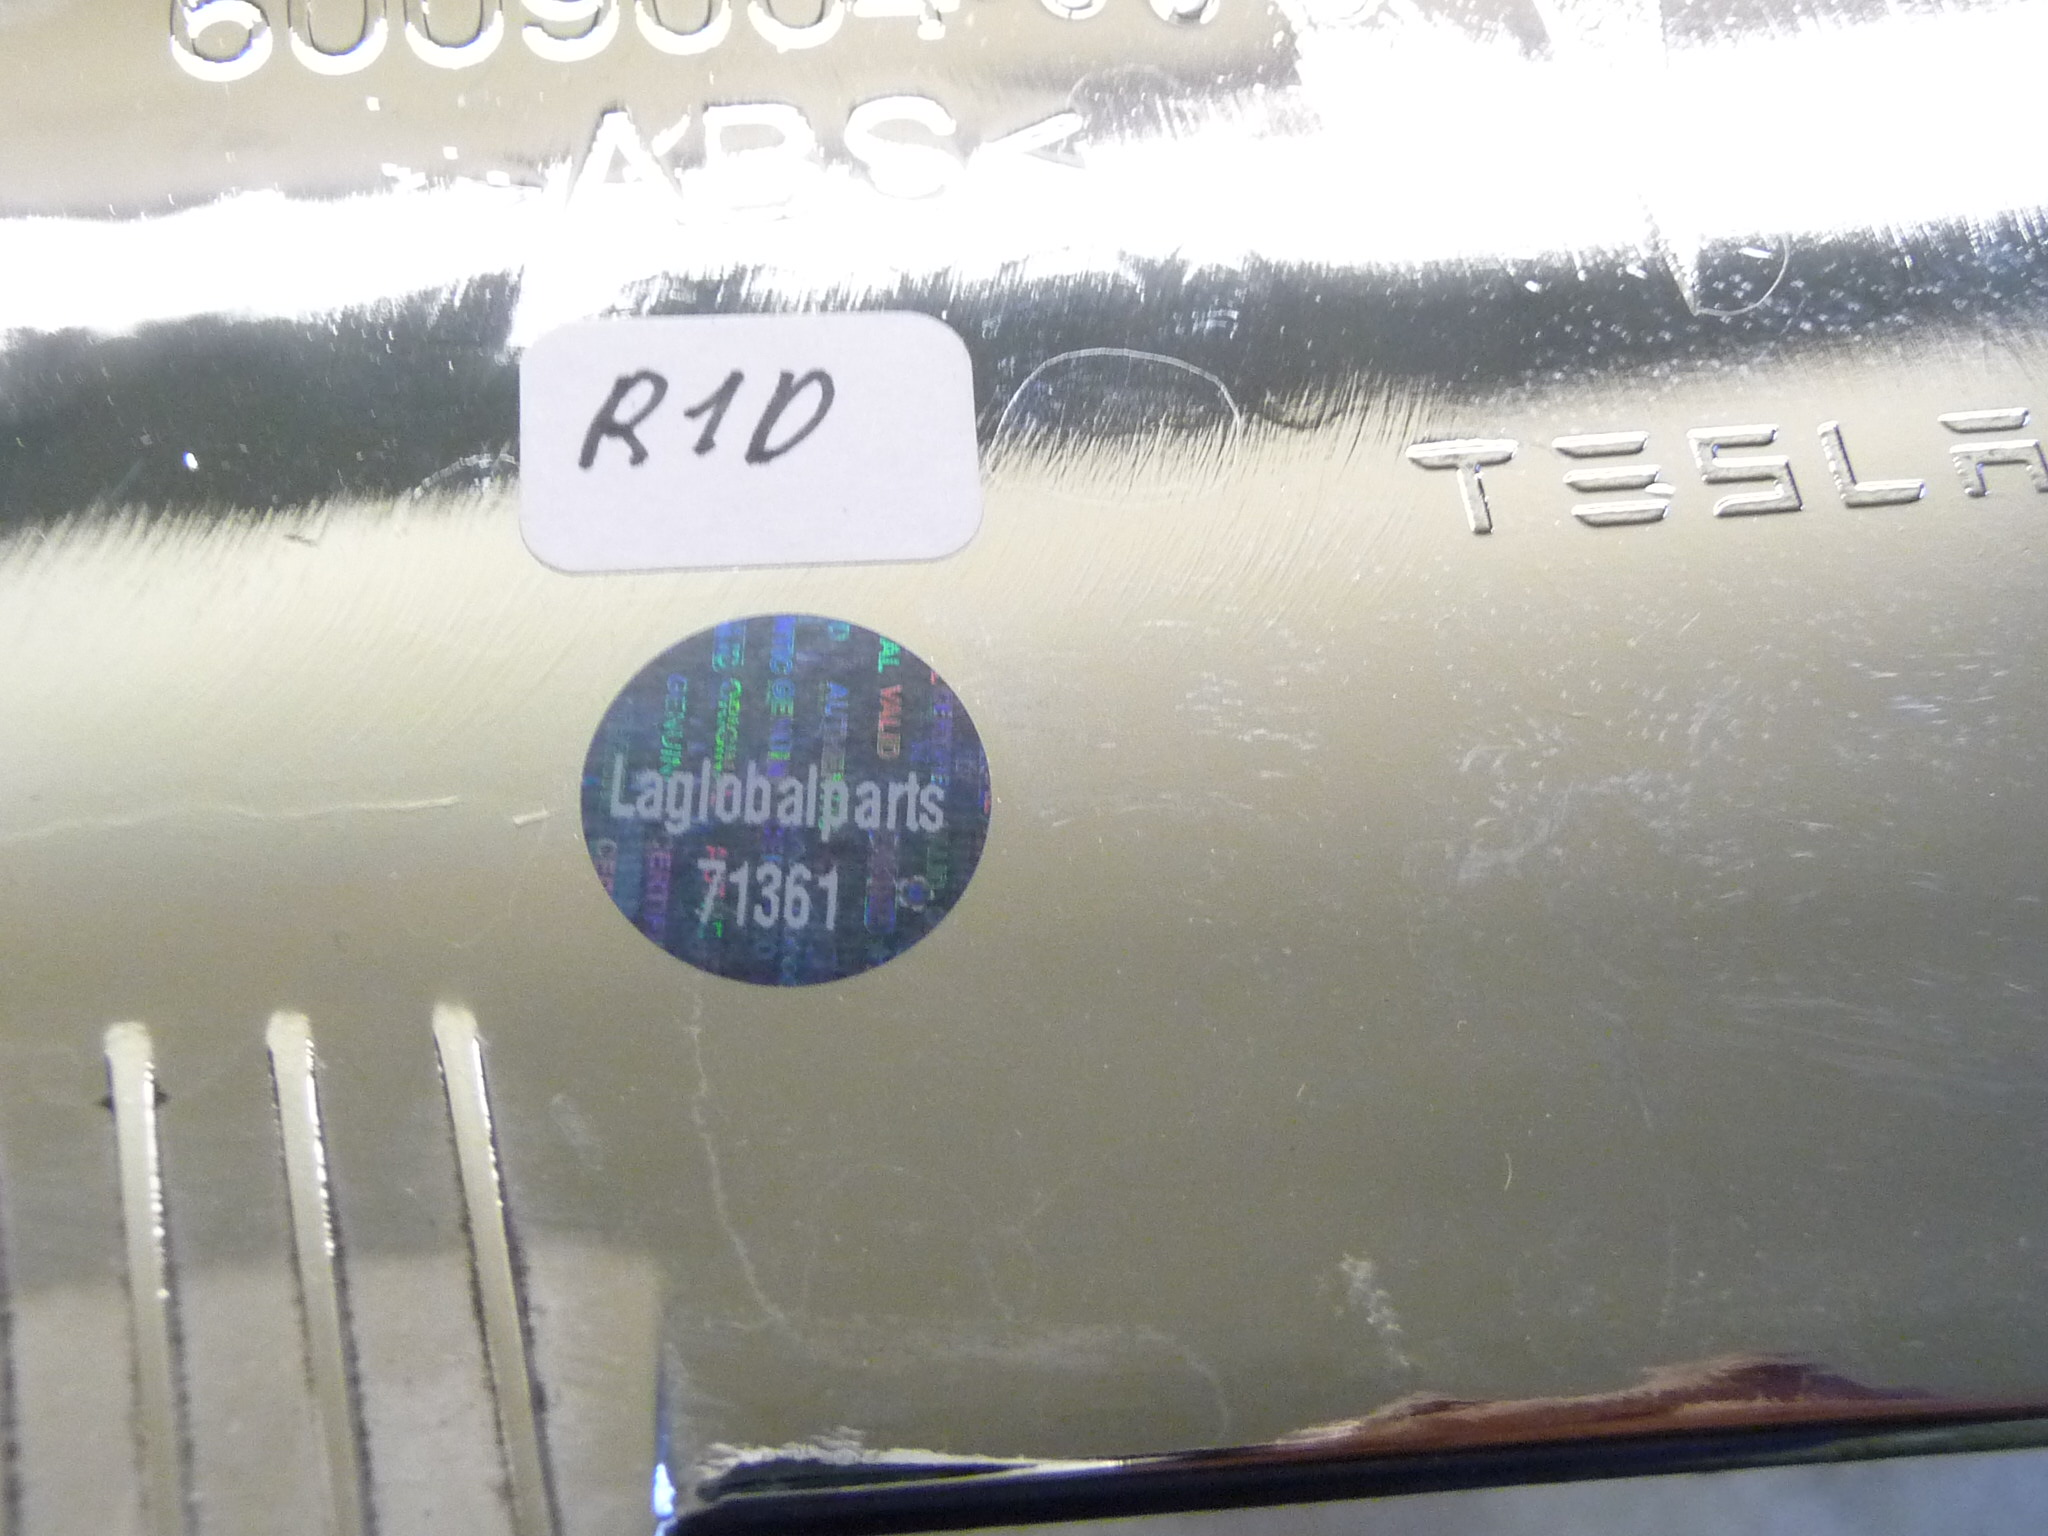 ABS<
R1D
TESLA
Laglobalparts
71361